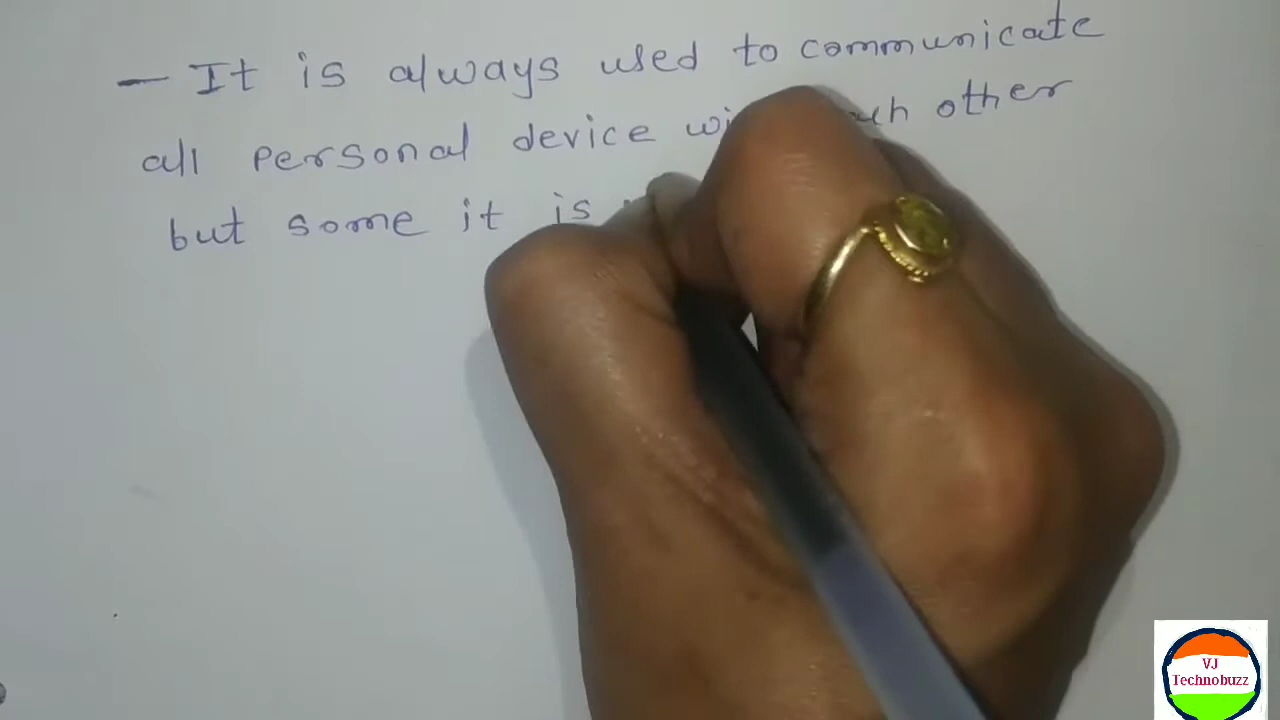 - It is always used to communicate
all personal device other
but some it is
VJ
Technobuzz